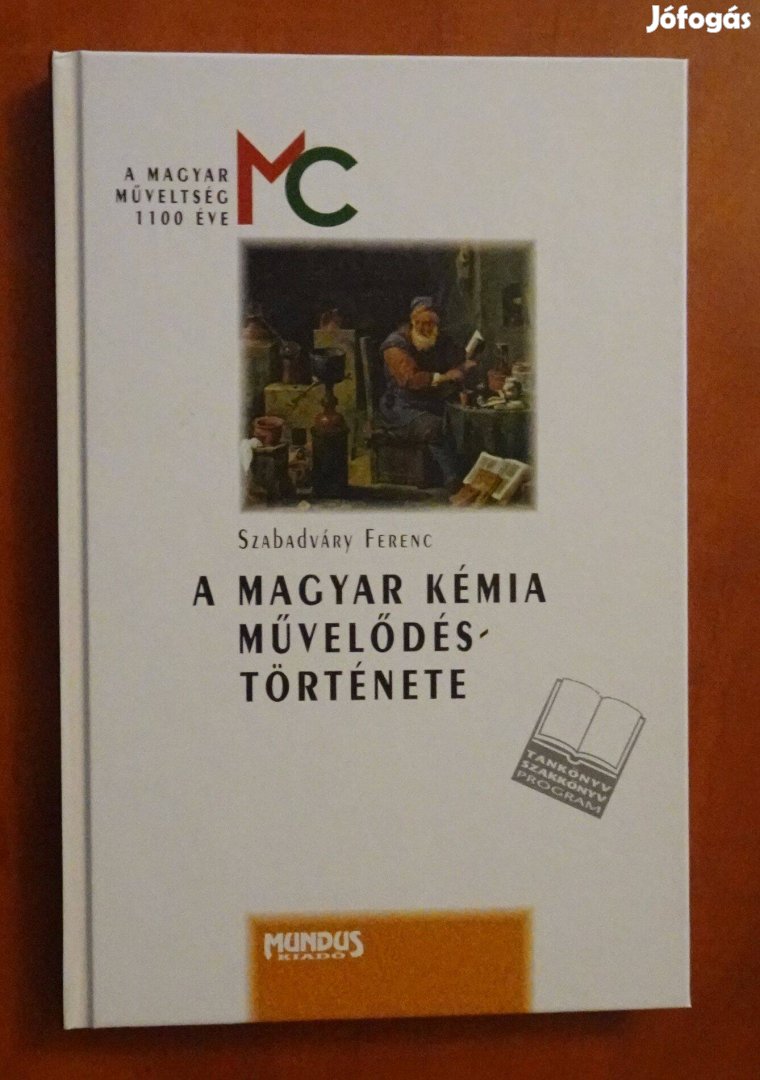 Jófogás
A MAGYAR
MŰVELTSÉG
1100 ÉVE
MC
SZABADVÁRY FERENC
A MAGYAR KÉMIA
MŰVELŐDÉS-
TÖRTÉNETE
TANKÖNYV
SZAKKÖNYV
PROGRAM
MUNDUS
KIADÓ